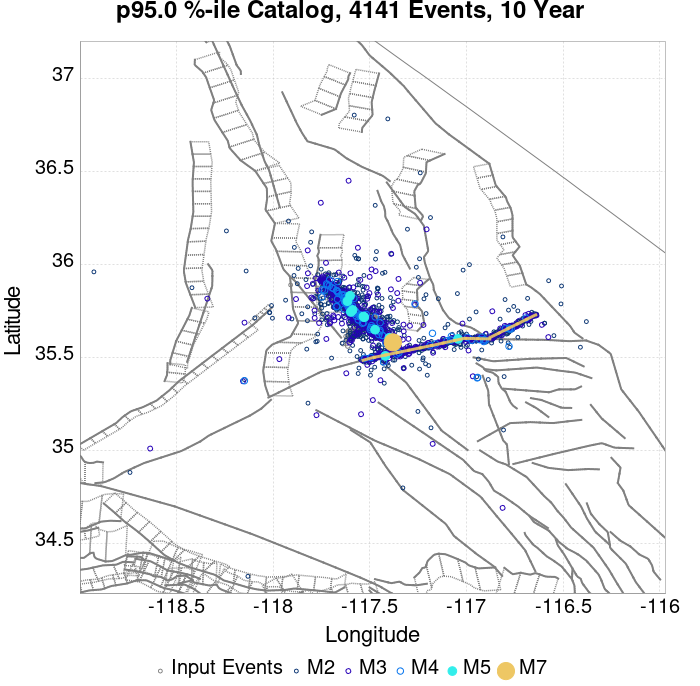 p95.0 %-ile Catalog, 4141 Events, 10 Year
37
36.5
36
35.5
35
34.5
Latitude
-118.5
-118
-117.5
-117
-116.5
-116
Longitude
Input Events
M2
M3
M4
M5
M7